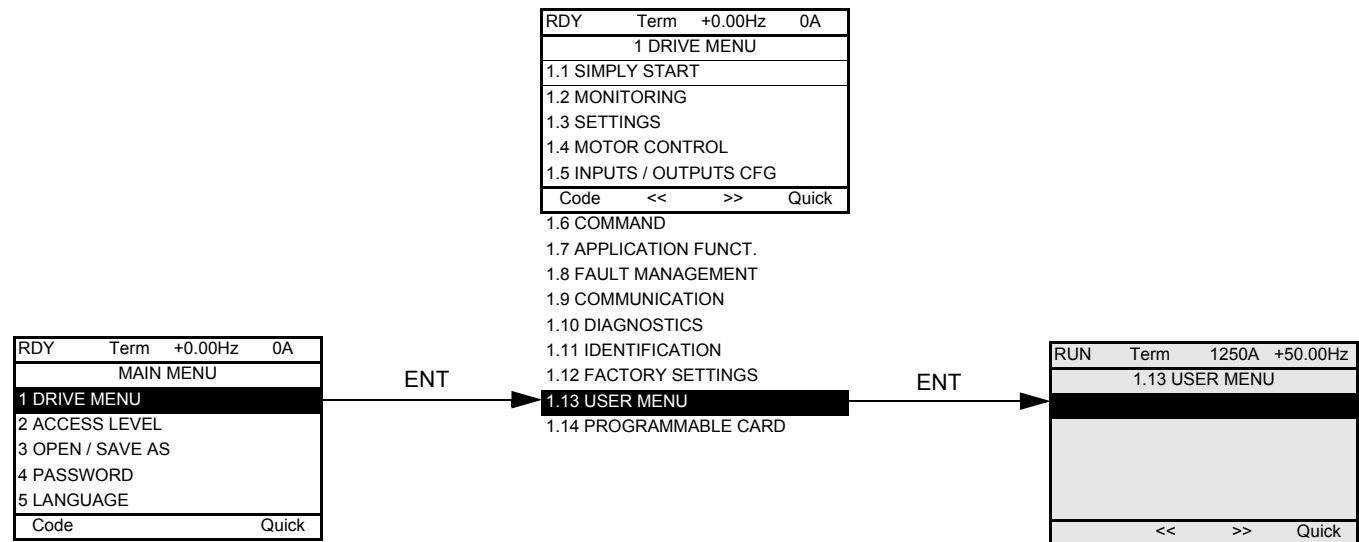 RDY Term +0.00Hz 0A
1 DRIVE MENU
1.1 SIMPLY START
1.2 MONITORING
1.3 SETTINGS
1.4 MOTOR CONTROL
1.5 INPUTS / OUTPUTS CFG
Code << >> Quick
1.6 COMMAND
1.7 APPLICATION FUNCT.
1.8 FAULT MANAGEMENT
1.9 COMMUNICATION
1.10 DIAGNOSTICS
1.11 IDENTIFICATION
1.12 FACTORY SETTINGS
1.13 USER MENU
1.14 PROGRAMMABLE CARD
RDY Term +0.00Hz 0A
MAIN MENU
1 DRIVE MENU
2 ACCESS LEVEL
3 OPEN / SAVE AS
4 PASSWORD
5 LANGUAGE
Code Quick
ENT
ENT
RUN Term 1250A +50.00Hz
1.13 USER MENU
<< >> Quick